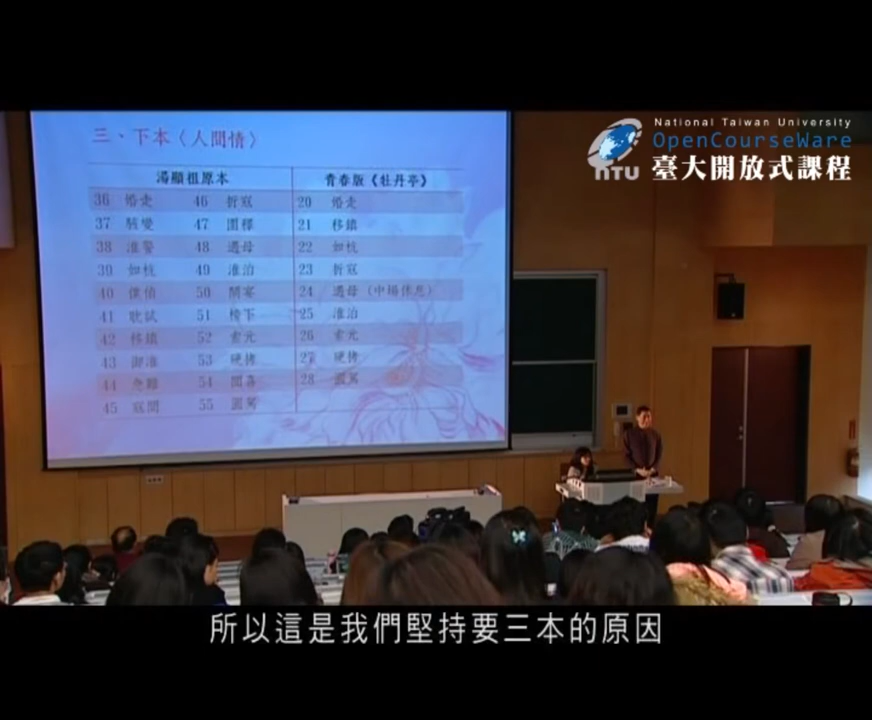 National Taiwan University
OpenCourseWare
NTU 臺大開放式課程
三、下本〈人間情〉
湯顯祖原本 青春版《牡丹亭》
36 婚走 46 折寇 20 婚走
37 駭變 47 圍釋 21 移鎮
38 淮警 48 遇母 22 如杭
39 如杭 49 淮泊 23 折寇
40 僕偵 50 鬧宴 24 遇母（中場休息）
41 耽試 51 榜下 25 淮泊
42 移鎮 52 索元 26 索元
43 禦淮 53 硬拷 27 硬拷
44 急難 54 聞喜 28 圓駕
45 寇間 55 圓駕
所以這是我們堅持要三本的原因